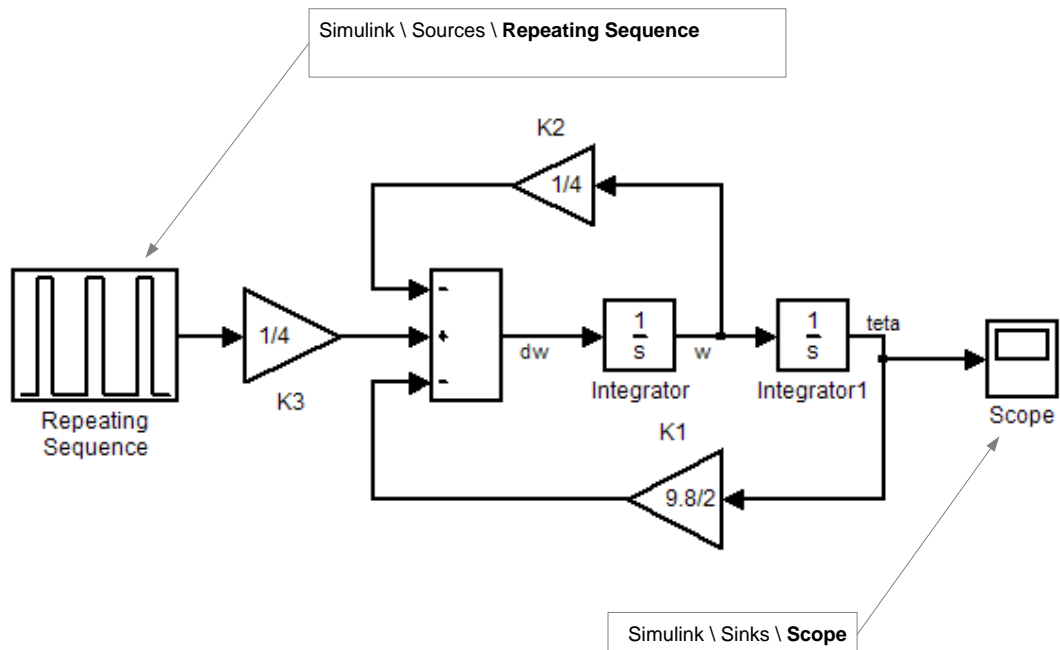 Simulink \ Sources \ Repeating Sequence
K2
1/4
-
+
-
1/4
K3
dw
1
s
w
Integrator
1
s
teta
Integrator1
Scope
Repeating
Sequence
K1
9.8/2
Simulink \ Sinks \ Scope